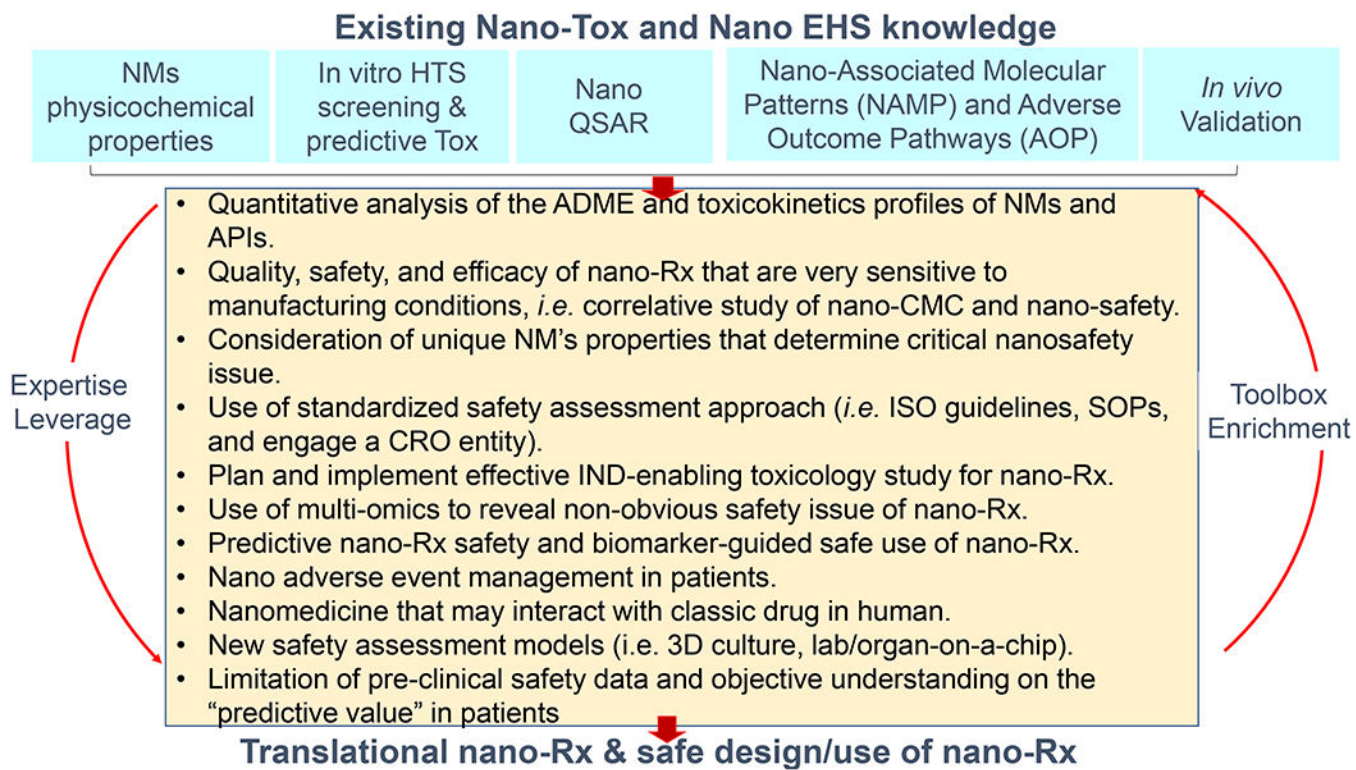 Existing Nano-Tox and Nano EHS knowledge
NMs
physicochemical
properties
In vitro HTS
screening &
predictive Tox
Nano
QSAR
Nano-Associated Molecular
Patterns (NAMP) and Adverse
Outcome Pathways (AOP)
In vivo
Validation
Expertise
Leverage
• Quantitative analysis of the ADME and toxicokinetics profiles of NMs and
APIs.
• Quality, safety, and efficacy of nano-Rx that are very sensitive to
manufacturing conditions, i.e. correlative study of nano-CMC and nano-safety.
• Consideration of unique NM’s properties that determine critical nanosafety
issue.
• Use of standardized safety assessment approach (i.e. ISO guidelines, SOPs,
and engage a CRO entity).
• Plan and implement effective IND-enabling toxicology study for nano-Rx.
• Use of multi-omics to reveal non-obvious safety issue of nano-Rx.
• Predictive nano-Rx safety and biomarker-guided safe use of nano-Rx.
• Nano adverse event management in patients.
• Nanomedicine that may interact with classic drug in human.
• New safety assessment models (i.e. 3D culture, lab/organ-on-a-chip).
• Limitation of pre-clinical safety data and objective understanding on the
“predictive value” in patients
Toolbox
Enrichment
Translational nano-Rx & safe design/use of nano-Rx